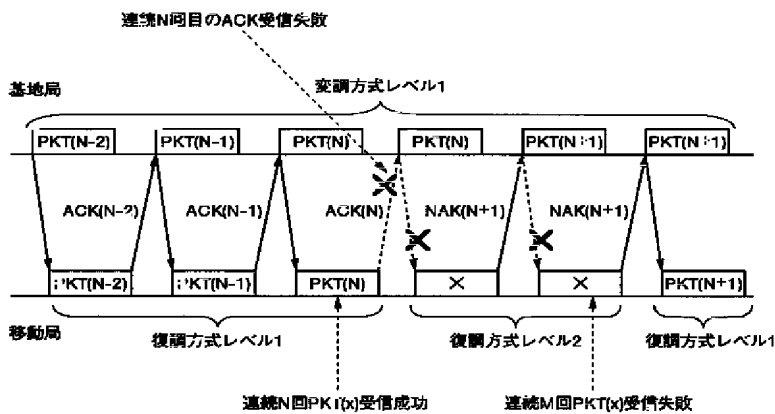 連続N回目のACK受信失敗
基地局
変調方式レベル1
PKT(N-2) PKT(N-1) PKT(N) PKT(N) PKT(N+1) PKT(N+1)
ACK(N-2) ACK(N-1) ACK(N) NAK(N+1) NAK(N+1)
PKT(N-2) PKT(N-1) PKT(N) × × PKT(N+1)
移動局
復調方式レベル1 復調方式レベル2 復調方式レベル1
連続N回PKT(x)受信成功 連続M回PKT(x)受信失敗